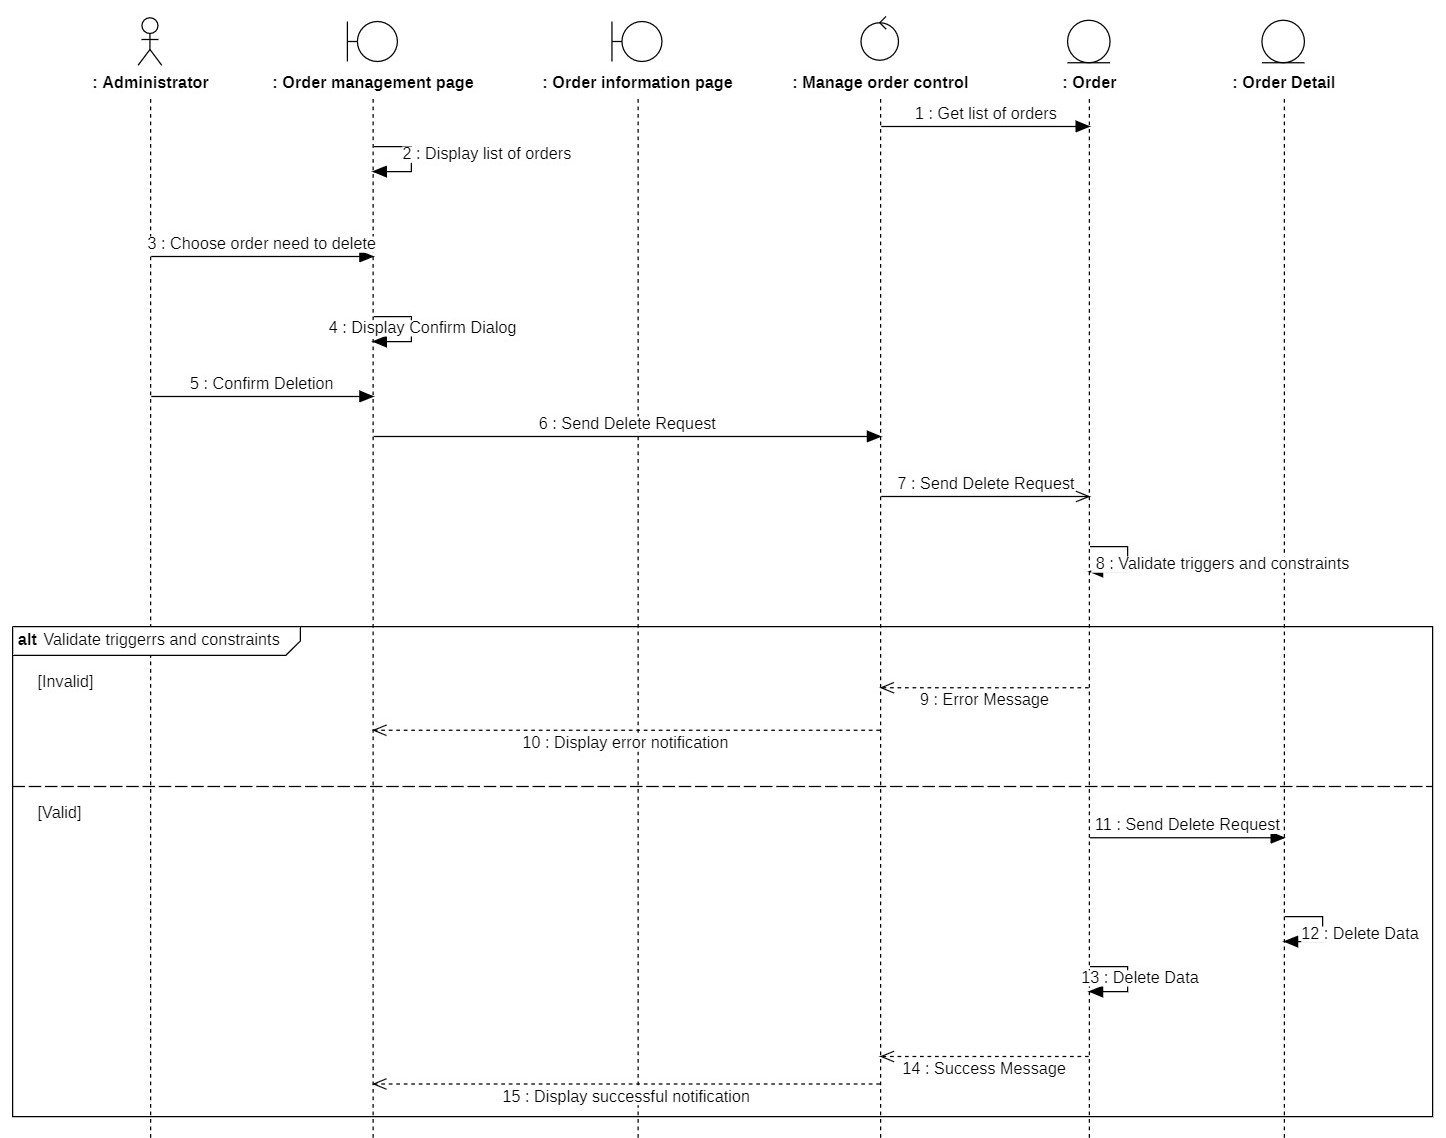 : Administrator
: Order management page
: Order information page
: Manage order control
: Order
: Order Detail
1 : Get list of orders
2 : Display list of orders
3 : Choose order need to delete
4 : Display Confirm Dialog
5 : Confirm Deletion
6 : Send Delete Request
7 : Send Delete Request
8 : Validate triggers and constraints
alt Validate triggerrs and constraints
[Invalid]
9 : Error Message
10 : Display error notification
[Valid]
11 : Send Delete Request
12 : Delete Data
13 : Delete Data
14 : Success Message
15 : Display successful notification